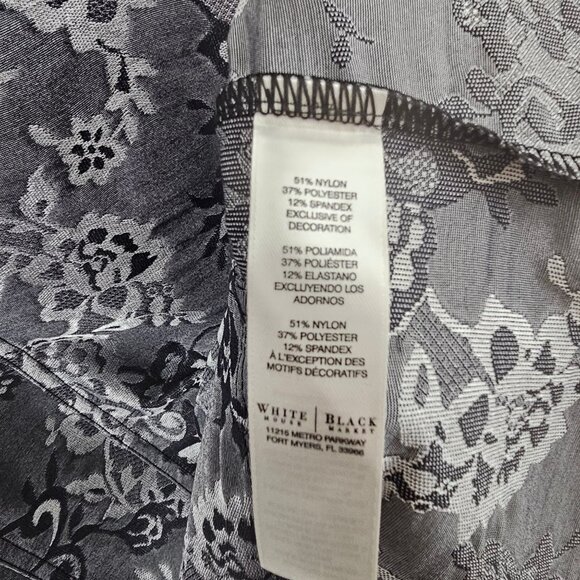 51% NYLON
37% POLYESTER
12% SPANDEX
EXCLUSIVE OF
DECORATION
51% POLIAMIDA
37% POLIÉSTER
12% ELASTANO
EXCLUYENDO LOS
ADORNOS
51% NYLON
37% POLYESTER
12% SPANDEX
À L'EXCEPTION DES
MOTIFS DÉCORATIFS
WHITE | BLACK
HOUSE | MARKET
11215 METRO PARKWAY
FORT MYERS, FL 33966